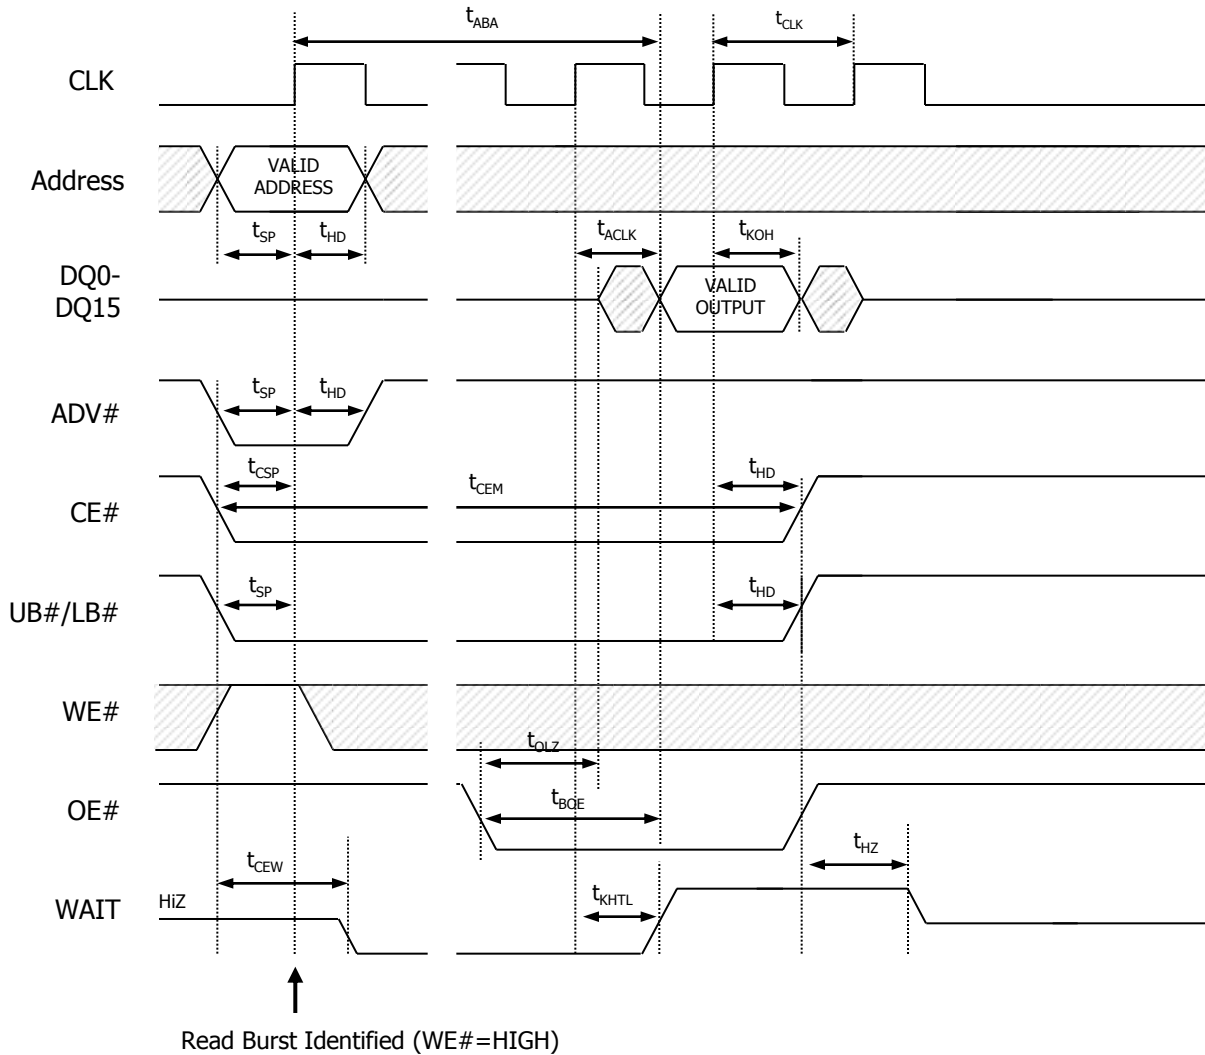 tABA
tCLK
CLK
VALID
ADDRESS
Address
tSP
tHD
tACLK
tKOH
DQ0-
DQ15
VALID
OUTPUT
tSP
tHD
ADV#
tCSP
tHD
tCEM
CE#
tSP
tHD
UB#/LB#
WE#
tOLZ
OE#
tBOE
tHZ
tCEW
HiZ
WAIT
tKHTL
Read Burst Identified (WE#=HIGH)